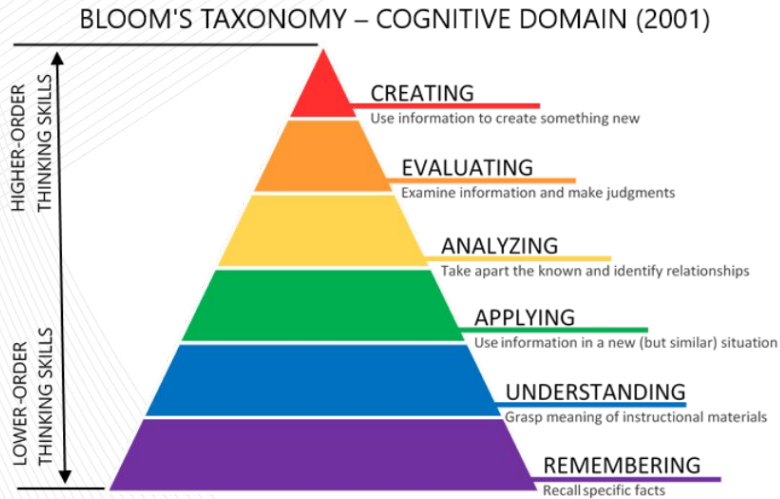 BLOOM'S TAXONOMY – COGNITIVE DOMAIN (2001)
HIGHER-ORDER
THINKING SKILLS
LOWER-ORDER
THINKING SKILLS
CREATING
Use information to create something new
EVALUATING
Examine information and make judgments
ANALYZING
Take apart the known and identify relationships
APPLYING
Use information in a new (but similar) situation
UNDERSTANDING
Grasp meaning of instructional materials
REMEMBERING
Recall specific facts